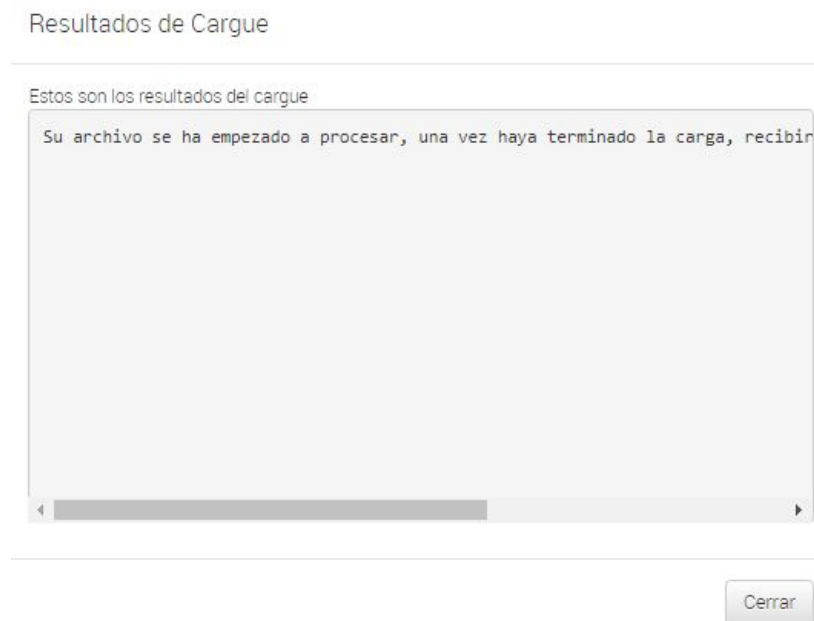 Resultados de Cargue
Estos son los resultados del cargue
Su archivo se ha empezado a procesar, una vez haya terminado la carga, recibir
Cerrar